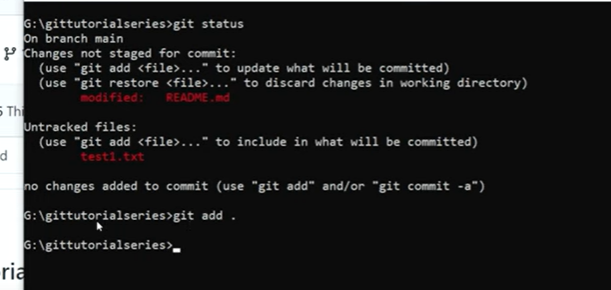 G:\gittutorialseries>git status
On branch main
Changes not staged for commit:
(use "git add <file>..." to update what will be committed)
(use "git restore <file>..." to discard changes in working directory)
modified: README.md
5 Thi
Untracked files:
(use "git add <file>..." to include in what will be committed)
d
test1.txt
no changes added to commit (use "git add" and/or "git commit -a")
G:\gittutorialseries>git add .
G:\gittutorialseries>
ria